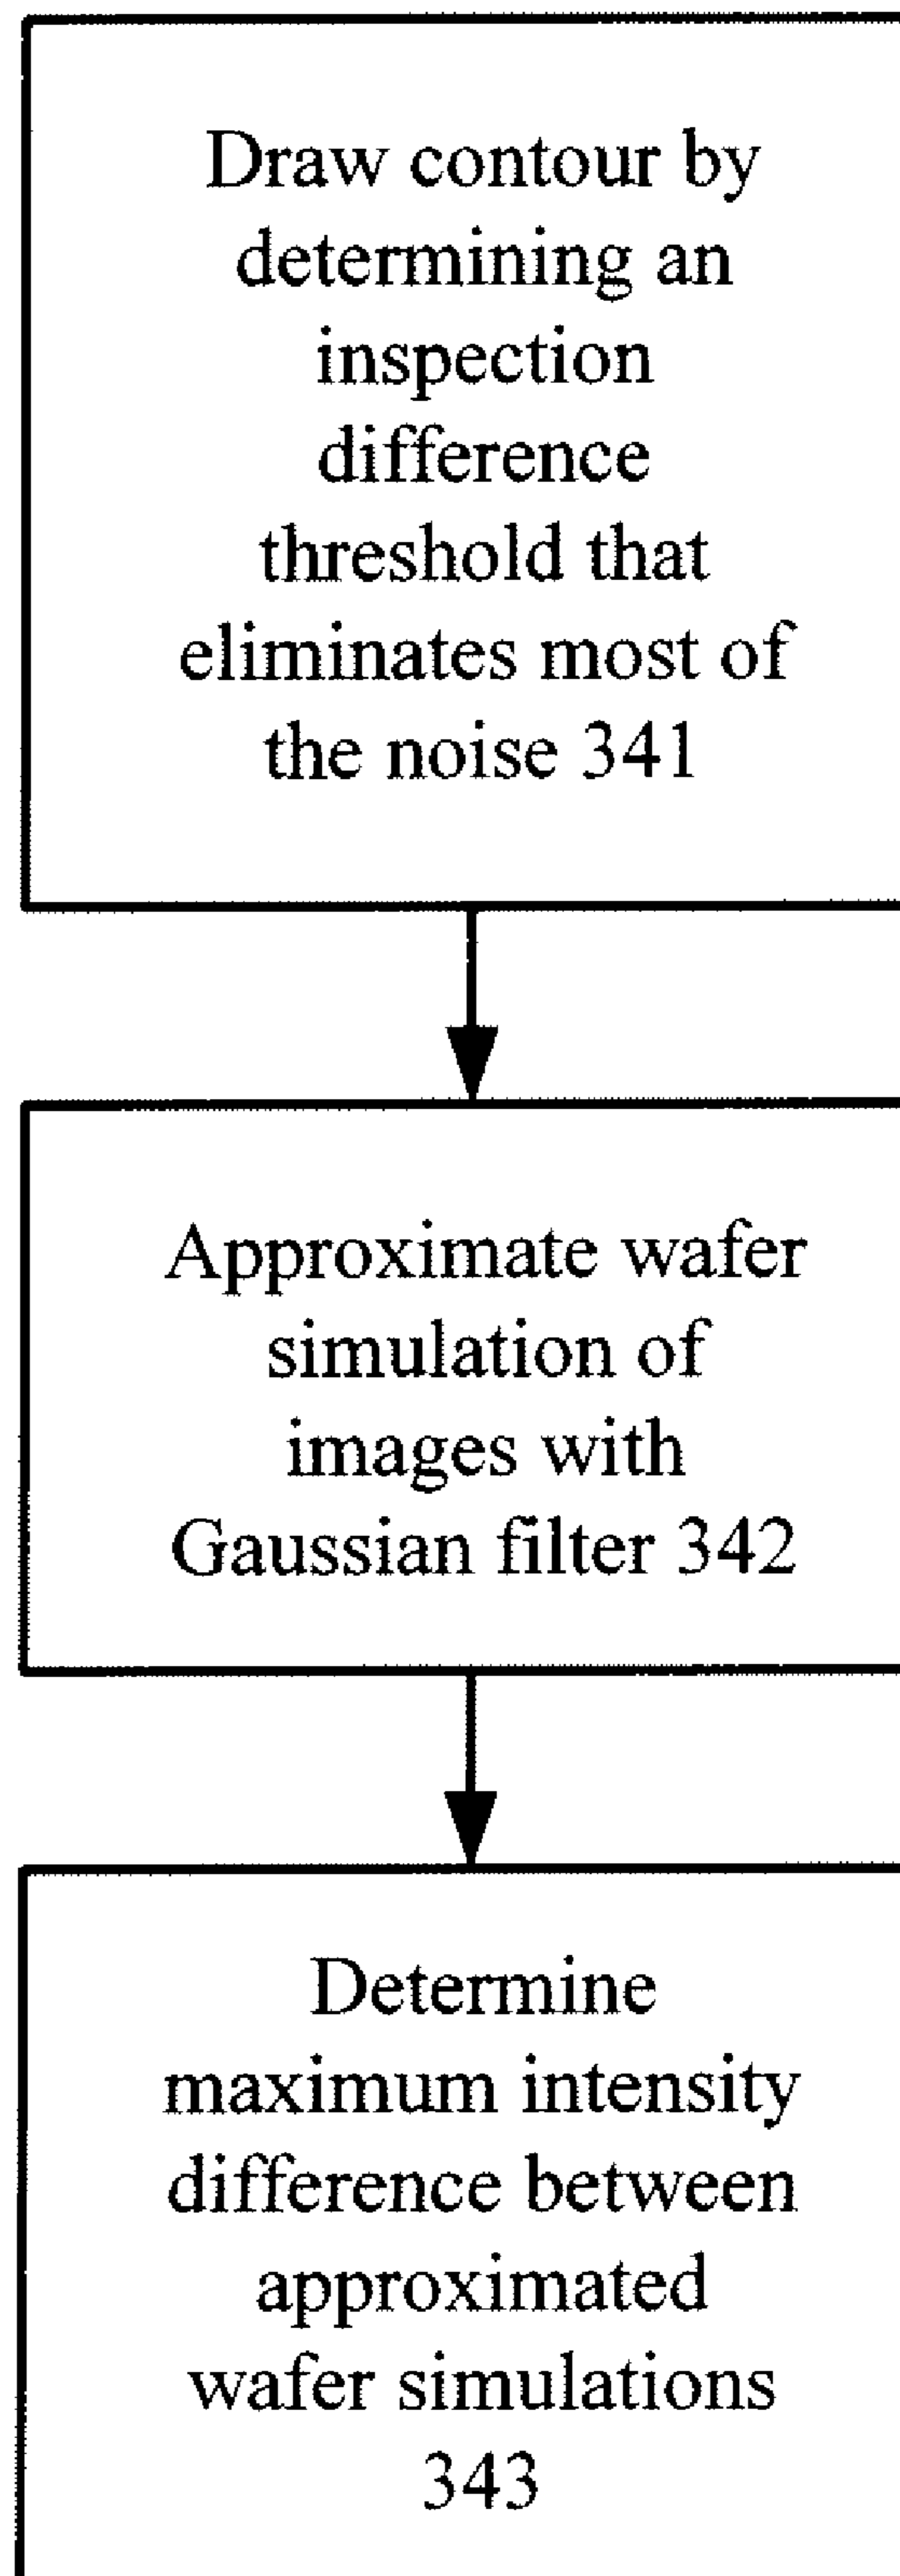 Draw contour by
determining an
inspection
difference
threshold that
eliminates most of
the noise 341
Approximate wafer
simulation of
images with
Gaussian filter 342
Determine
maximum intensity
difference between
approximated
wafer simulations
343